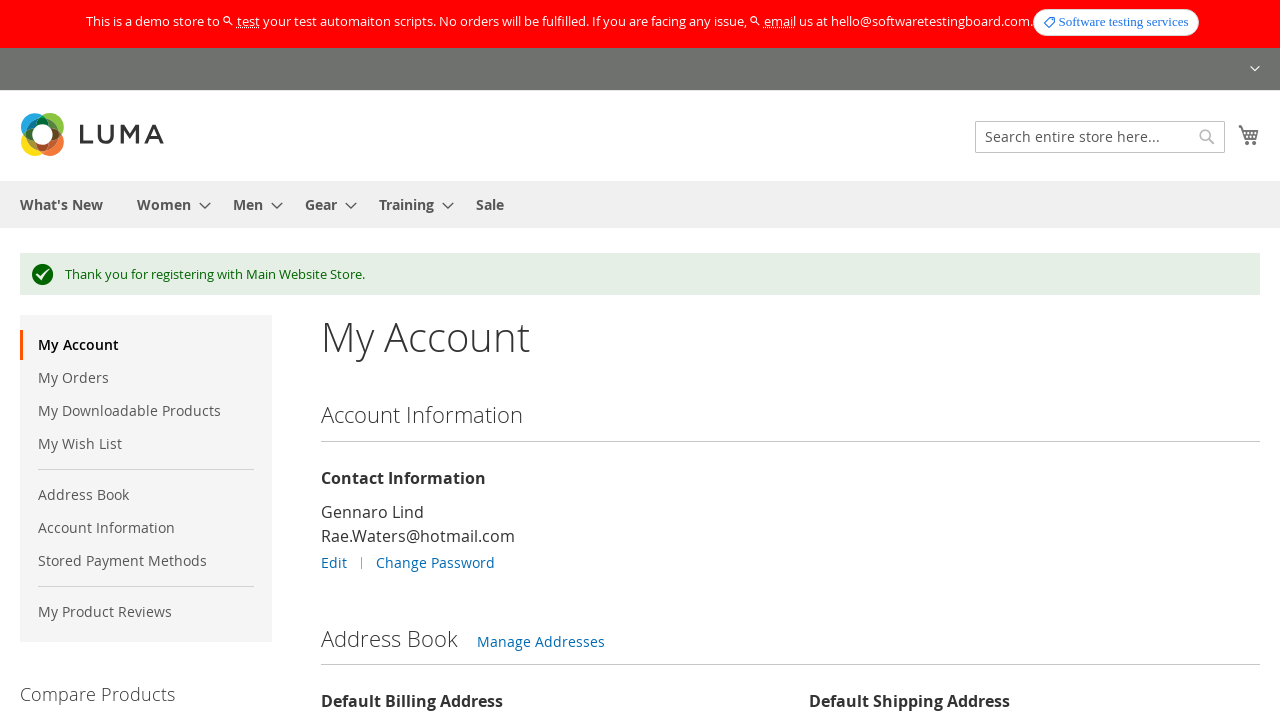 This is a demo store to test your test automaiton scripts. No orders will be fulfilled. If you are facing any issue, email us at hello@softwaretestingboard.com. Software testing services
LUMA
Search entire store here...
What's New Women Men Gear Training Sale
Thank you for registering with Main Website Store.
My Account
My Orders
My Downloadable Products
My Wish List
Address Book
Account Information
Stored Payment Methods
My Product Reviews
Compare Products
My Account
Account Information
Contact Information
Gennaro Lind
Rae.Waters@hotmail.com
Edit | Change Password
Address Book Manage Addresses
Default Billing Address Default Shipping Address